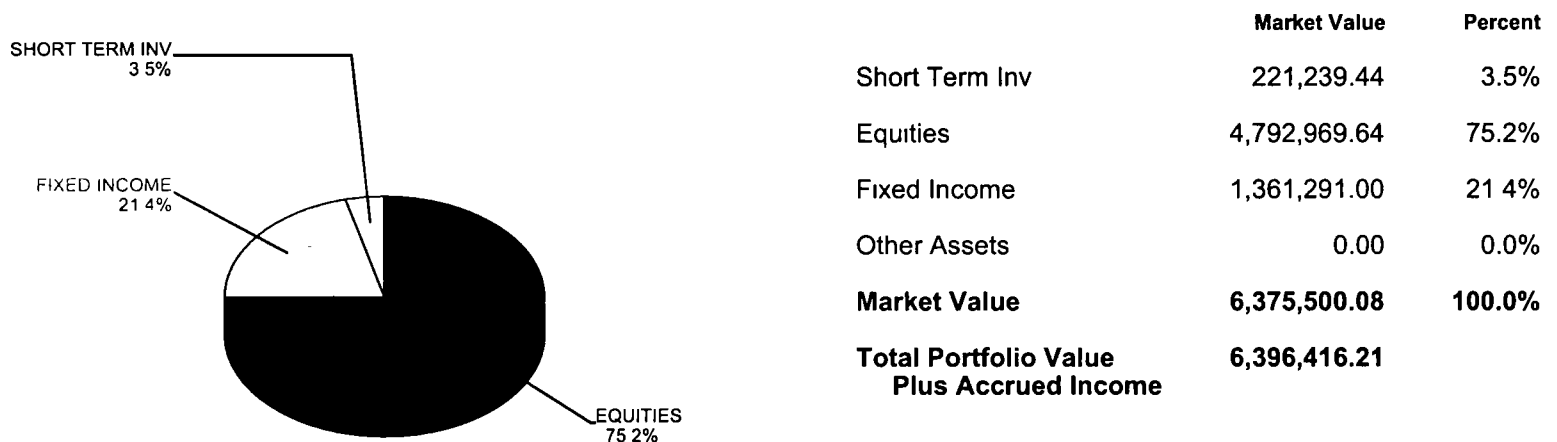 SHORT TERM INV
3 5%
FIXED INCOME
21 4%
EQUITIES
75 2%
Market Value Percent
Short Term Inv 221,239.44 3.5%
Equities 4,792,969.64 75.2%
Fixed Income 1,361,291.00 21 4%
Other Assets 0.00 0.0%
Market Value 6,375,500.08 100.0%
Total Portfolio Value 6,396,416.21
Plus Accrued Income